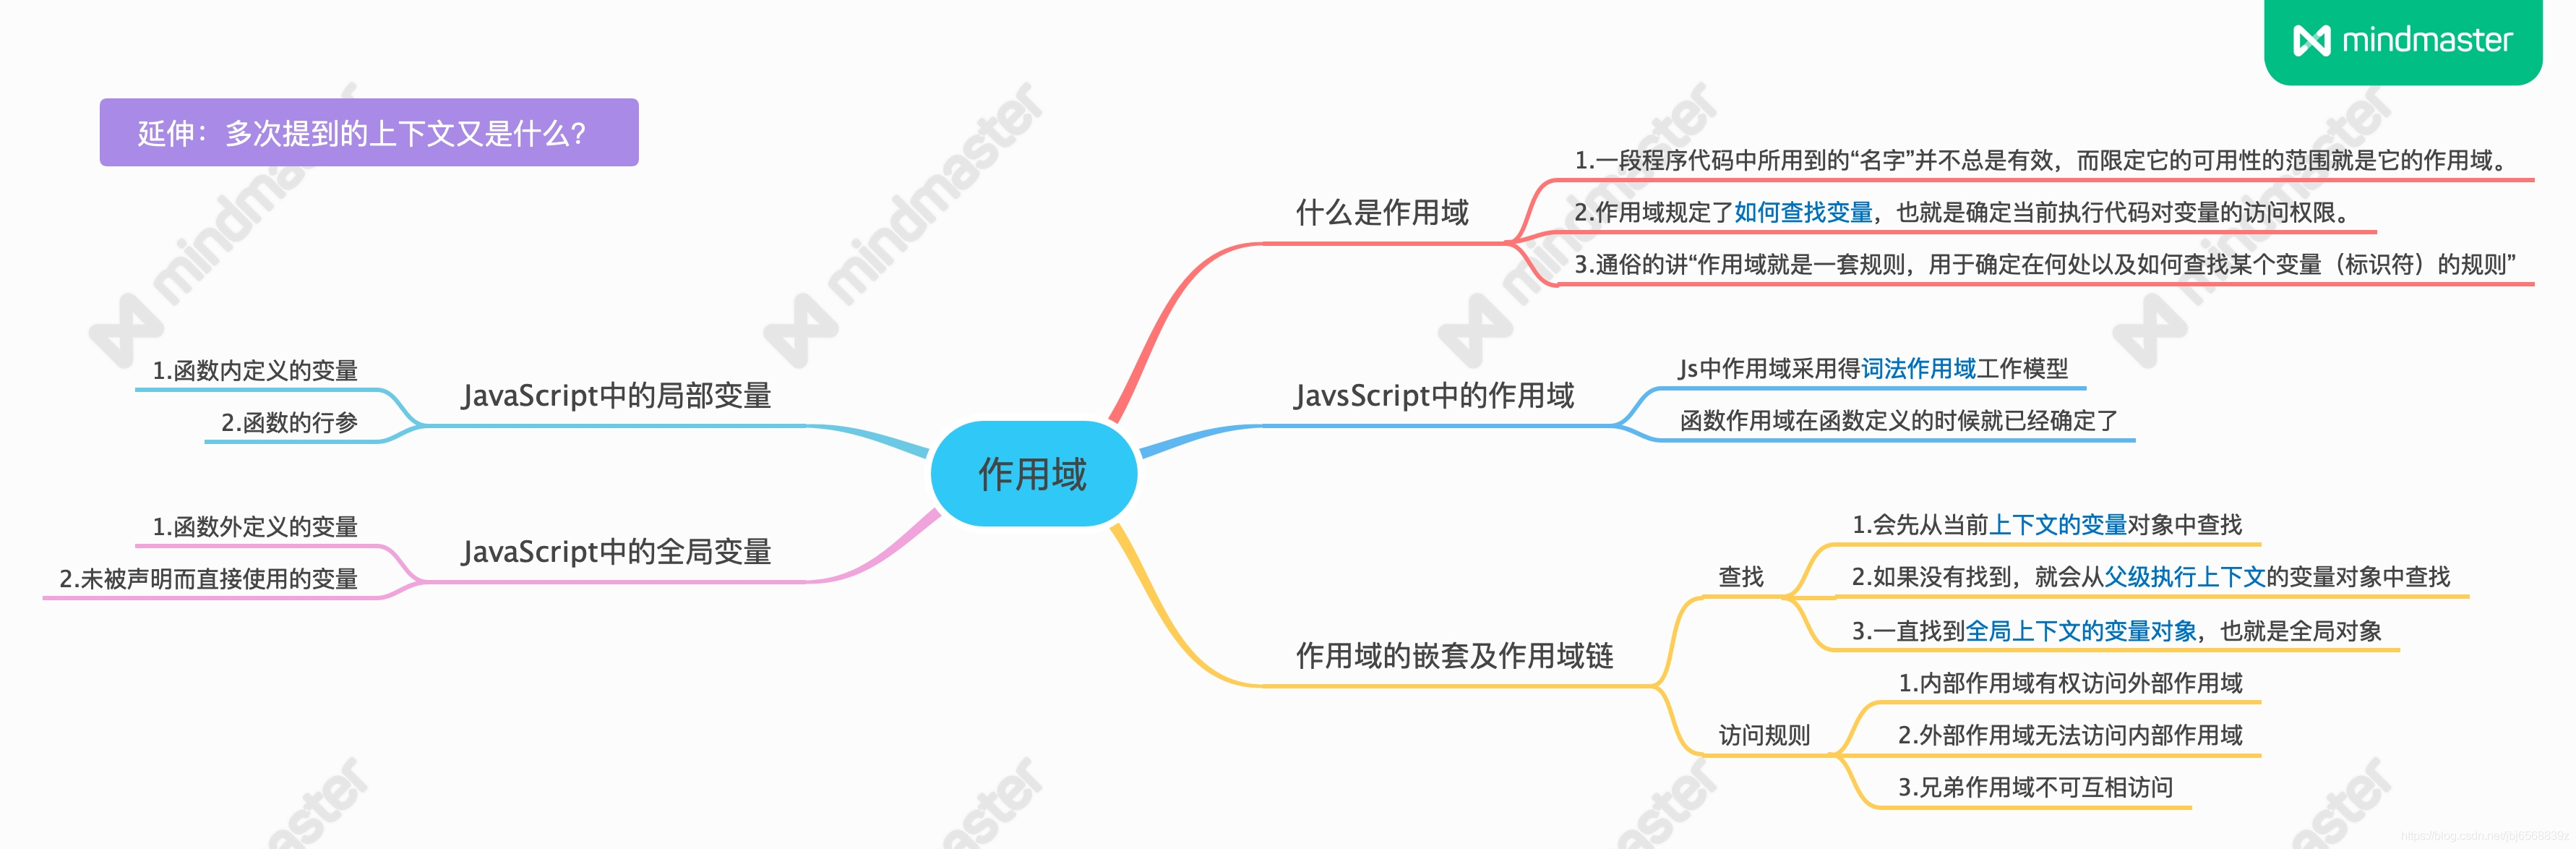 mindmaster
延伸：多次提到的上下文又是什么？
作用域
什么是作用域
1.一段程序代码中所用到的“名字”并不总是有效，而限定它的可用性的范围就是它的作用域。
2.作用域规定了如何查找变量，也就是确定当前执行代码对变量的访问权限。
3.通俗的讲“作用域就是一套规则，用于确定在何处以及如何查找某个变量（标识符）的规则”
JavsScript中的作用域
Js中作用域采用得词法作用域工作模型
函数作用域在函数定义的时候就已经确定了
作用域的嵌套及作用域链
查找
1.会先从当前上下文的变量对象中查找
2.如果没有找到，就会从父级执行上下文的变量对象中查找
3.一直找到全局上下文的变量对象，也就是全局对象
访问规则
1.内部作用域有权访问外部作用域
2.外部作用域无法访问内部作用域
3.兄弟作用域不可互相访问
JavaScript中的局部变量
1.函数内定义的变量
2.函数的行参
JavaScript中的全局变量
1.函数外定义的变量
2.未被声明而直接使用的变量
mindmaster
mindmaster
mindmaster
mindmaster
aster
aster
aster
aster